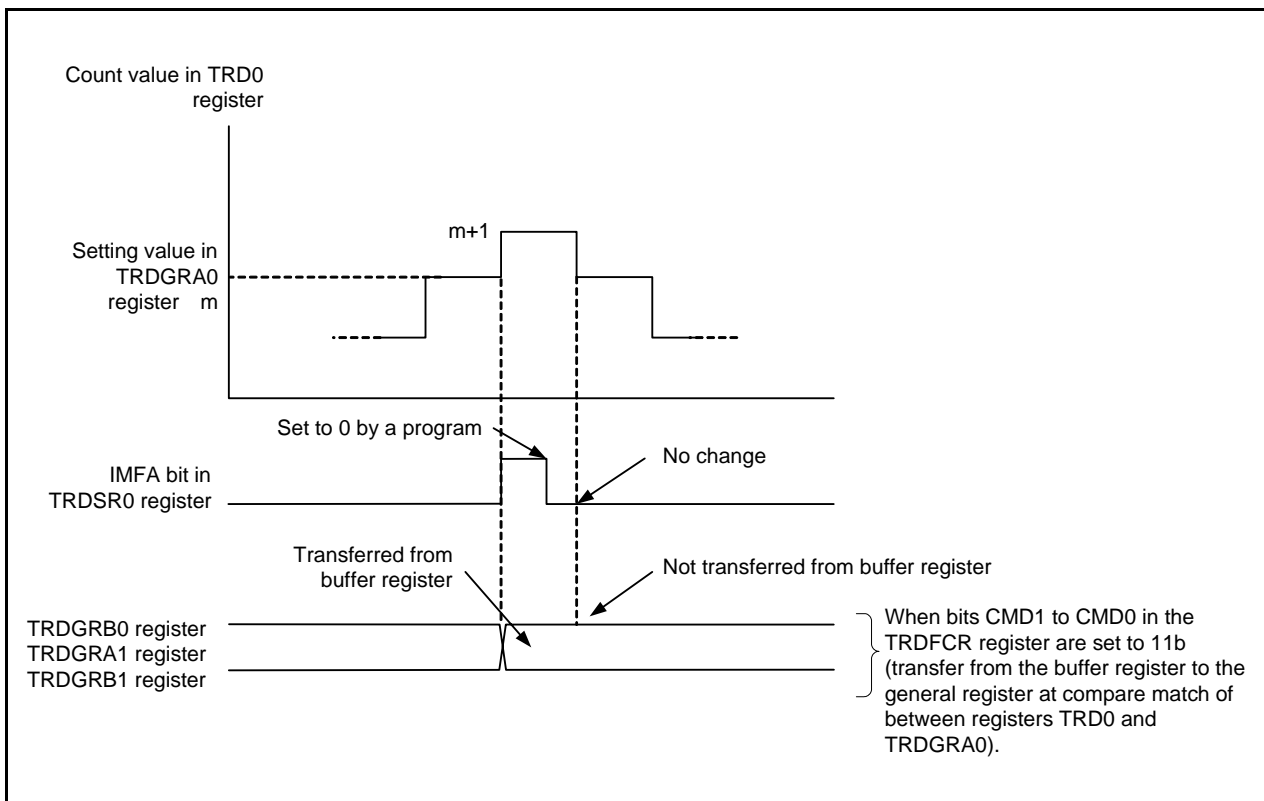 Count value in TRD0
register
m+1
Setting value in
TRDGRA0
register m
Set to 0 by a program
No change
IMFA bit in
TRDSR0 register
Transferred from
buffer register
Not transferred from buffer register
TRDGRB0 register
TRDGRA1 register
TRDGRB1 register
When bits CMD1 to CMD0 in the
TRDFCR register are set to 11b
(transfer from the buffer register to the
general register at compare match of
between registers TRD0 and
TRDGRA0).